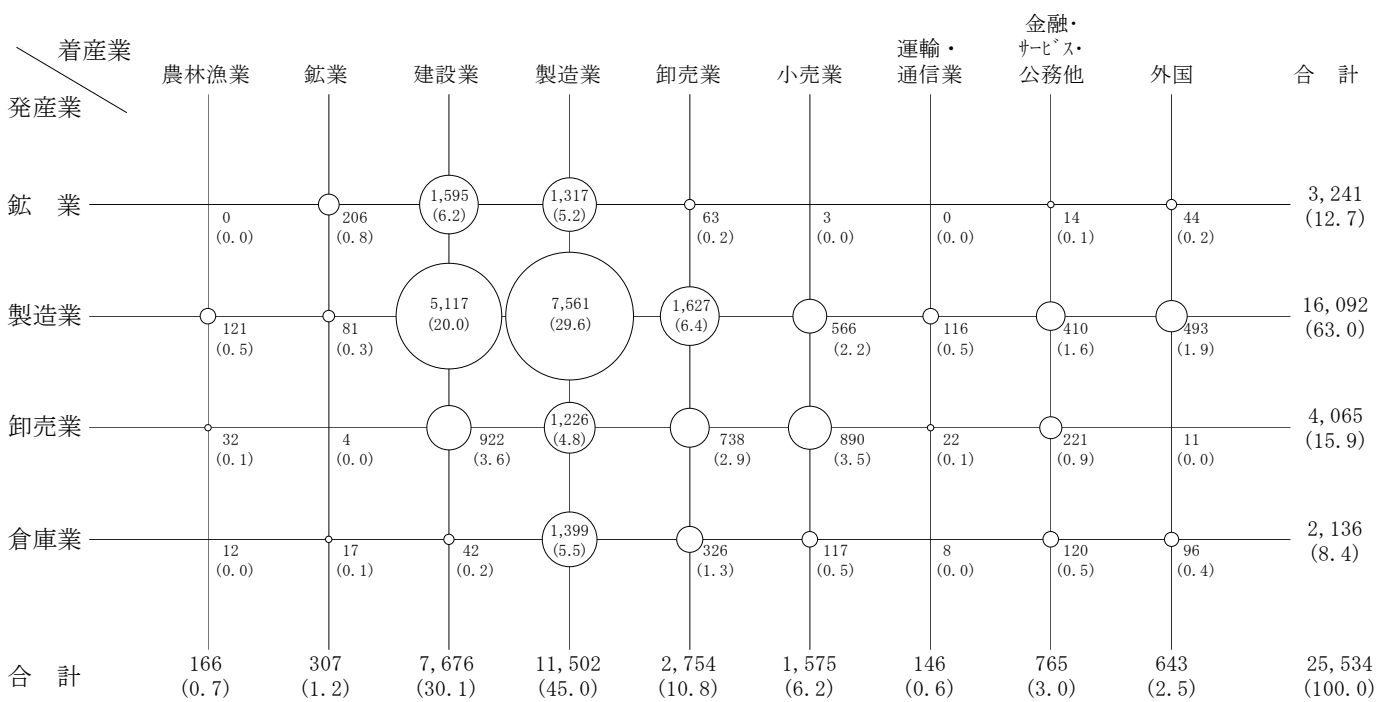 金融・
着産業 運輸・ ｻｰﾋﾞｽ・
農林漁業 鉱業 建設業 製造業 卸売業 小売業 通信業 公務他 外国 合 計
発産業
鉱 業 1,595 1,317 3,241
0 206 (6.2) (5.2) 63 3 0 14 44 (12.7)
(0.0) (0.8) (0.2) (0.0) (0.0) (0.1) (0.2)
製造業 5,117 7,561 1,627 16,092
121 81 (20.0) (29.6) (6.4) 566 116 410 493 (63.0)
(0.5) (0.3) (2.2) (0.5) (1.6) (1.9)
卸売業 1,226 4,065
32 4 922 (4.8) 738 890 22 221 11 (15.9)
(0.1) (0.0) (3.6) (2.9) (3.5) (0.1) (0.9) (0.0)
倉庫業 1,399 2,136
12 17 42 (5.5) 326 117 8 120 96 (8.4)
(0.0) (0.1) (0.2) (1.3) (0.5) (0.0) (0.5) (0.4)
合 計 166 307 7,676 11,502 2,754 1,575 146 765 643 25,534
(0.7) (1.2) (30.1) (45.0) (10.8) (6.2) (0.6) (3.0) (2.5) (100.0)